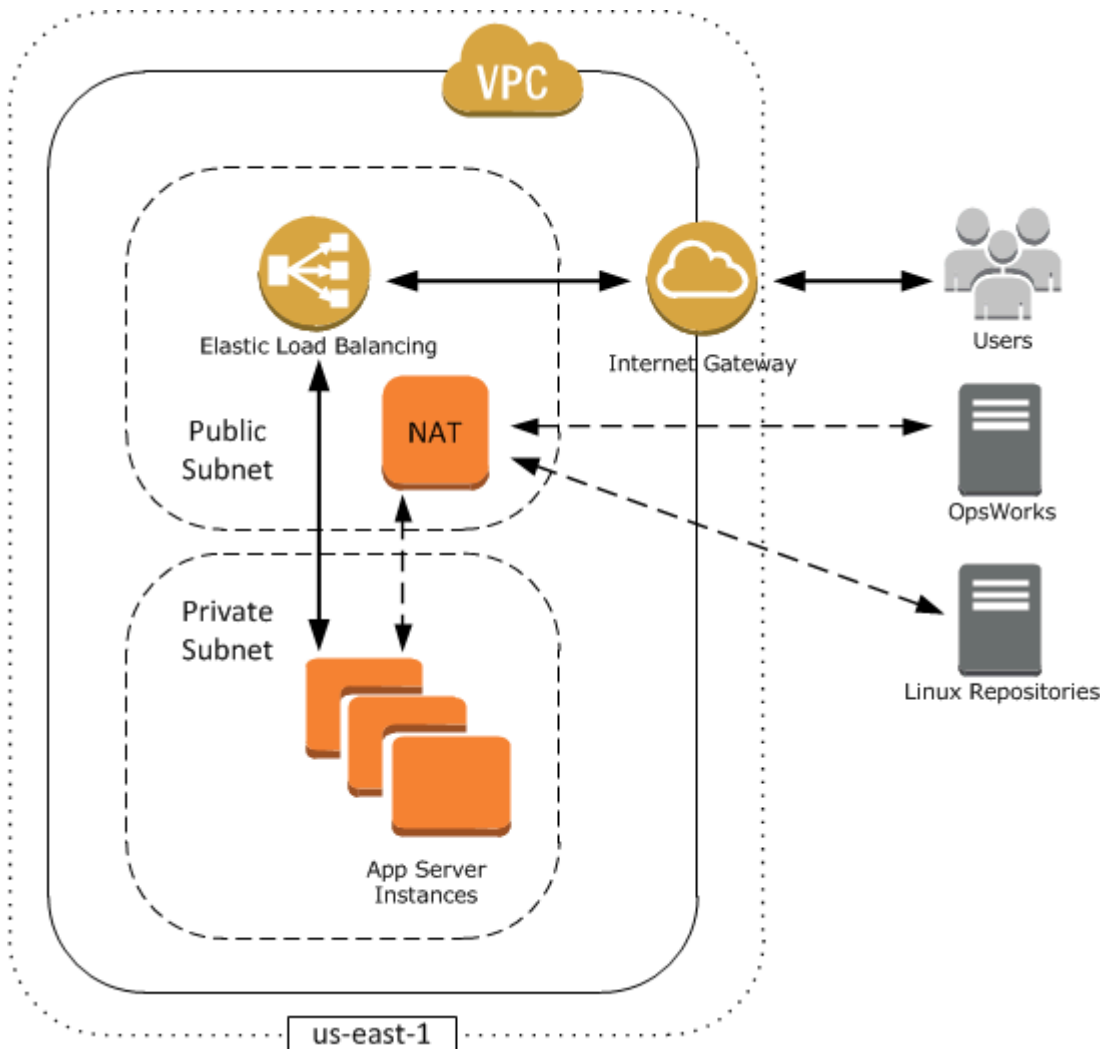 VPC
Elastic Load Balancing
Internet Gateway
Users
Public
Subnet
NAT
OpsWorks
Private
Subnet
Linux Repositories
App Server
Instances
us-east-1